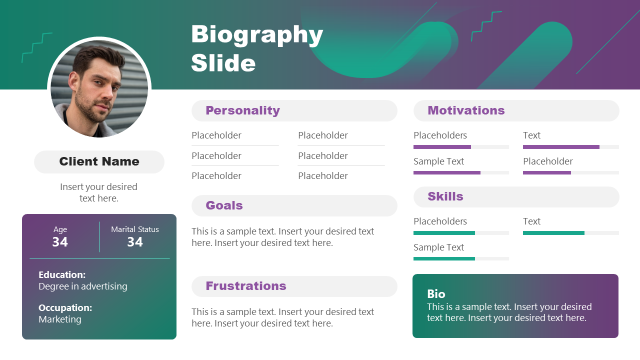 Biography
Slide
Client Name
Insert your desired
text here.
Age
34
Marital Status
34
Education:
Degree in advertising
Occupation:
Marketing
Personality
Placeholder
Placeholder
Placeholder
Placeholder
Placeholder
Placeholder
Goals
This is a sample text. Insert your desired text
here. Insert your desired text here.
Frustrations
This is a sample text. Insert your desired text
here. Insert your desired text here.
Motivations
Placeholders
Text
Sample Text
Placeholder
Skills
Placeholders
Text
Sample Text
Bio
This is a sample text. Insert your desired
text here. Insert your desired text here.